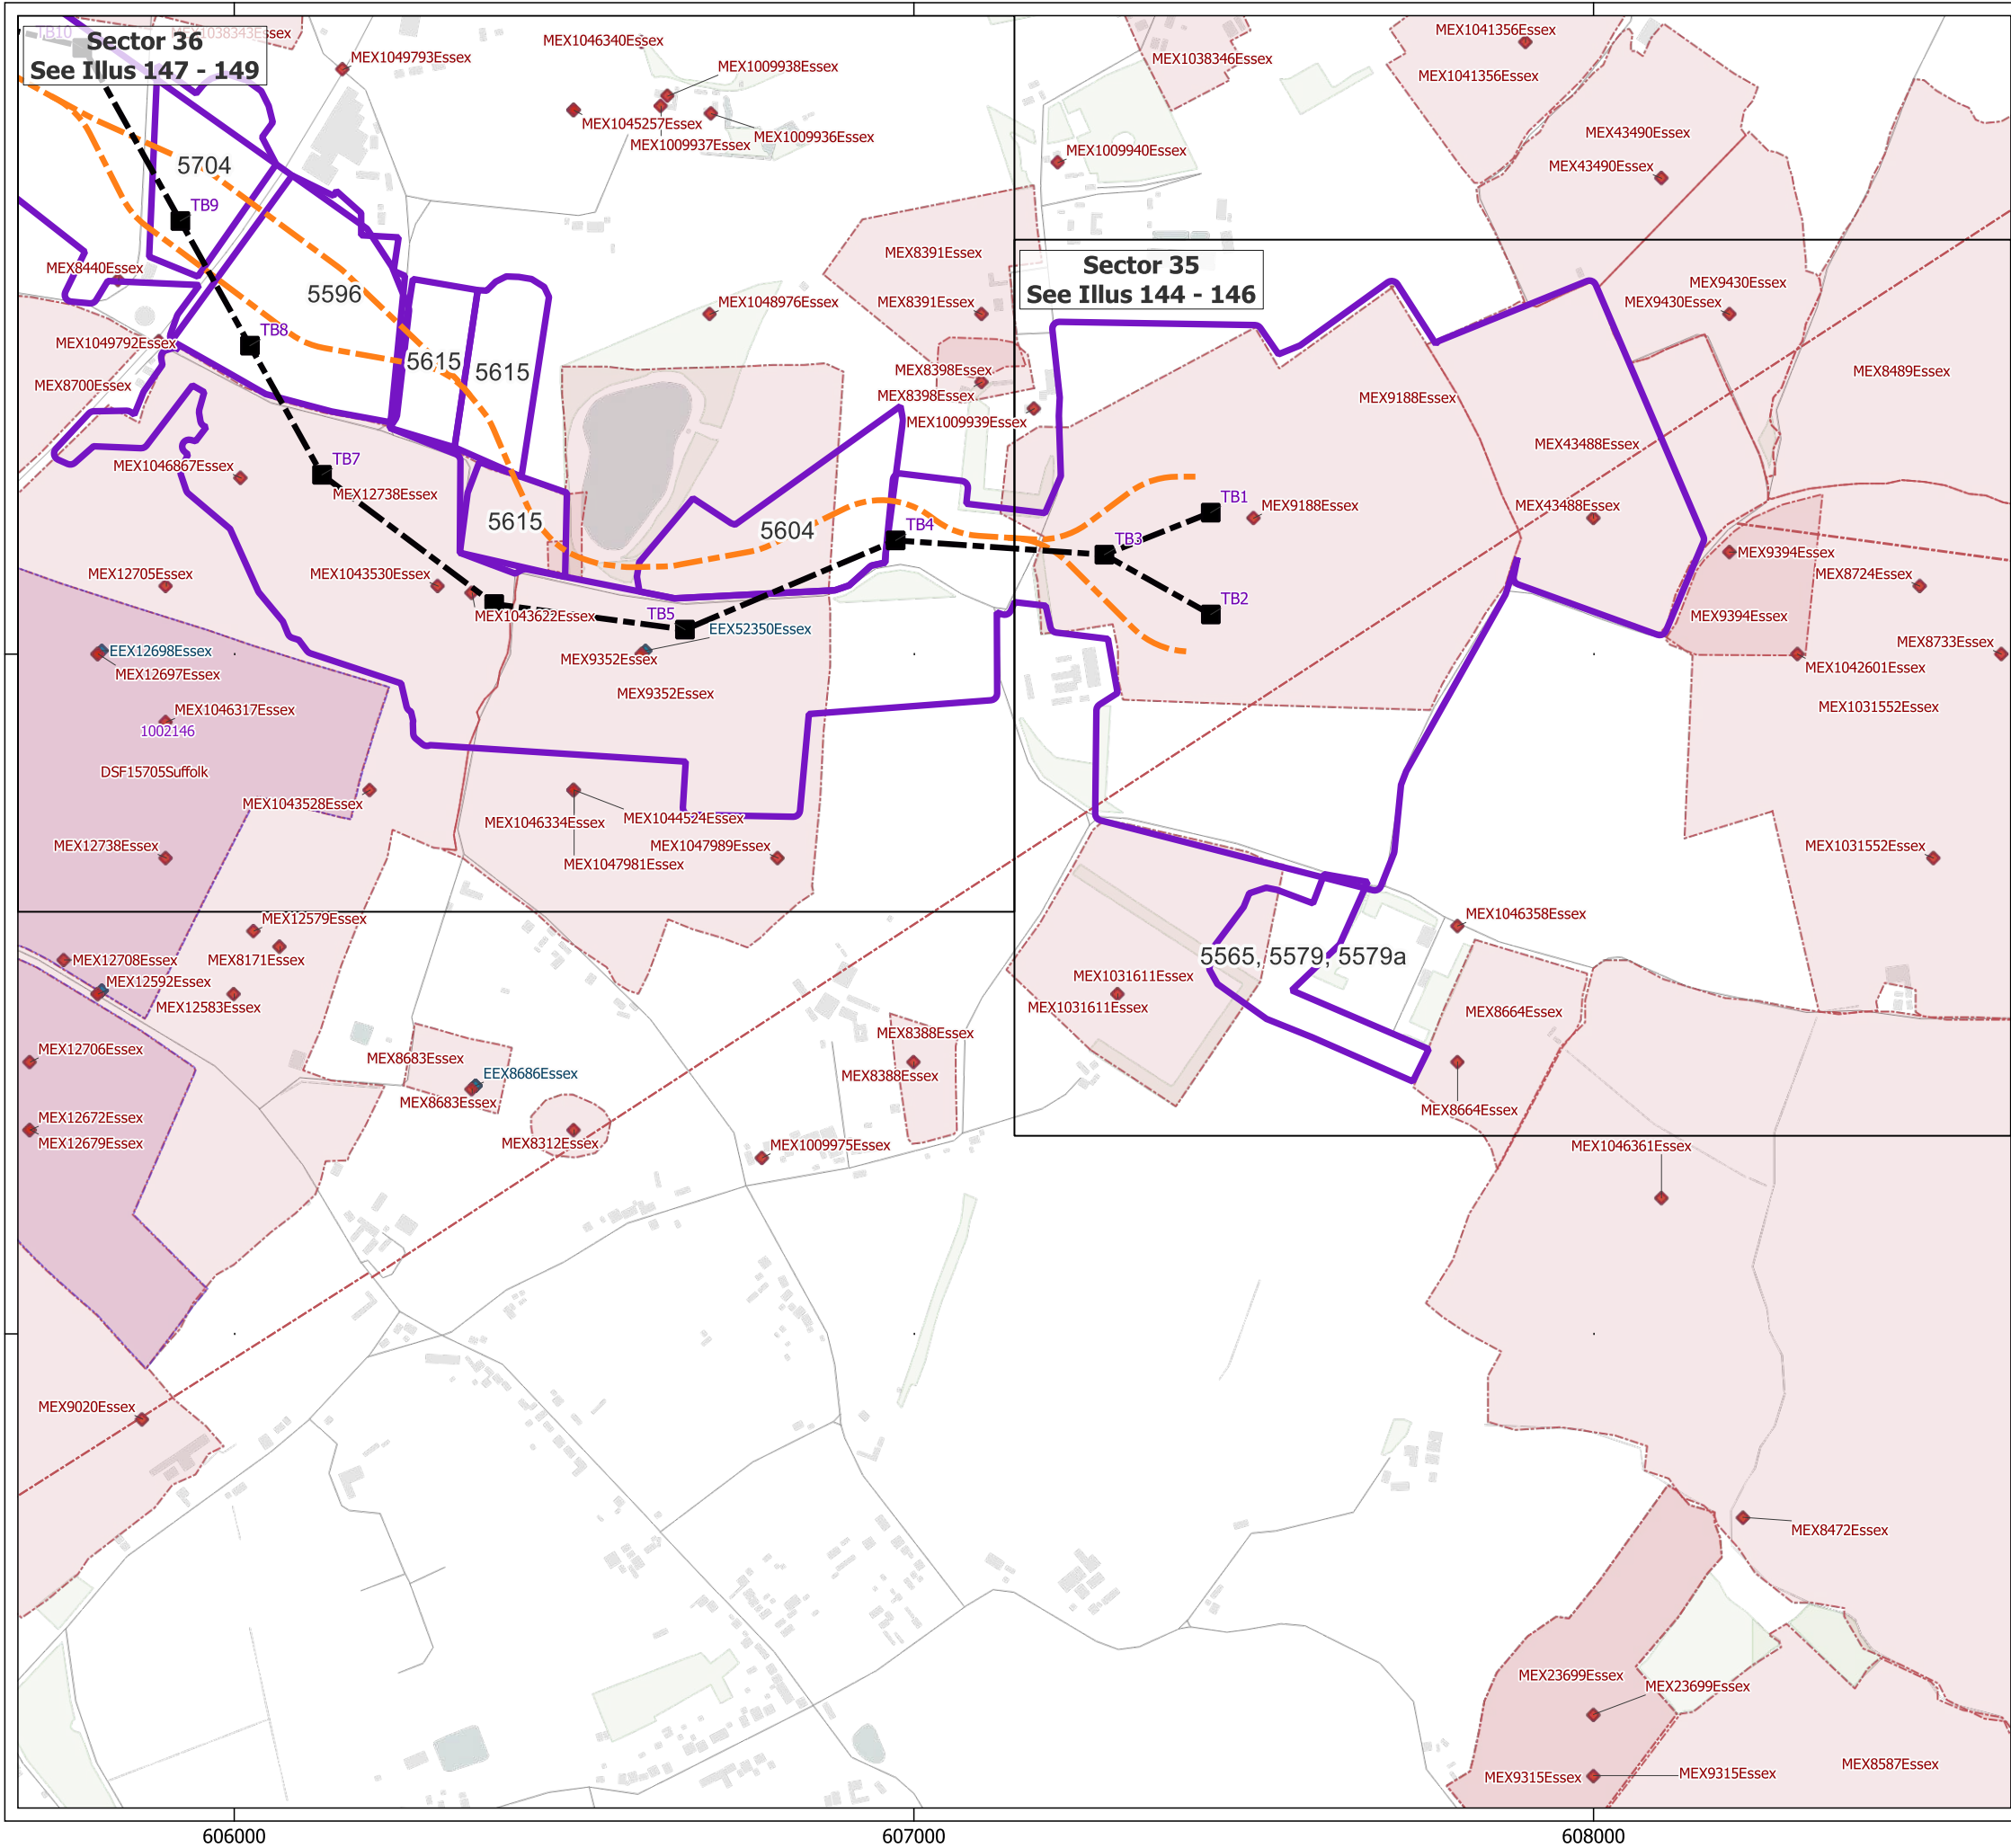 TB10
MEX1038343Essex
Sector 36
See Illus 147 - 149
MEX1049793Essex
MEX1046340Essex
MEX1009938Essex
MEX1045257Essex
MEX1009937Essex
MEX1009936Essex
MEX1038346Essex
MEX1041356Essex
MEX1041356Essex
MEX43490Essex
MEX43490Essex
MEX1009940Essex
5704
TB9
MEX8440Essex
5596
MEX8391Essex
MEX8391Essex
MEX1048976Essex
Sector 35
See Illus 144 - 146
MEX9430Essex
MEX9430Essex
TB8
MEX1049792Essex
MEX8700Essex
5615
5615
MEX8398Essex
MEX8398Essex
MEX1009939Essex
MEX9188Essex
MEX8489Essex
MEX43488Essex
MEX1046867Essex
TB7
MEX12738Essex
5615
5604
TB4
TB3
TB1
MEX9188Essex
MEX43488Essex
MEX9394Essex
MEX8724Essex
MEX12705Essex
MEX1043530Essex
MEX1043622Essex
TB5
EEX52350Essex
TB2
MEX9394Essex
MEX8733Essex
EEX12698Essex
MEX12697Essex
MEX9352Essex
MEX9352Essex
MEX1042601Essex
MEX1046317Essex
1002146
MEX1031552Essex
DSF15705Suffolk
MEX1043528Essex
MEX1046334Essex
MEX1044524Essex
MEX12738Essex
MEX1047981Essex
MEX1047989Essex
MEX1031552Essex
MEX12579Essex
MEX8171Essex
MEX12708Essex
MEX12592Essex
MEX12583Essex
MEX1046358Essex
5565, 5579, 5579a
MEX1031611Essex
MEX1031611Essex
MEX8664Essex
MEX12706Essex
MEX8683Essex
EEX8686Essex
MEX8683Essex
MEX8388Essex
MEX8388Essex
MEX8664Essex
MEX12672Essex
MEX12679Essex
MEX8312Essex
MEX1009975Essex
MEX1046361Essex
MEX9020Essex
MEX8472Essex
MEX23699Essex
MEX23699Essex
MEX9315Essex
MEX9315Essex
MEX8587Essex
606000
607000
608000